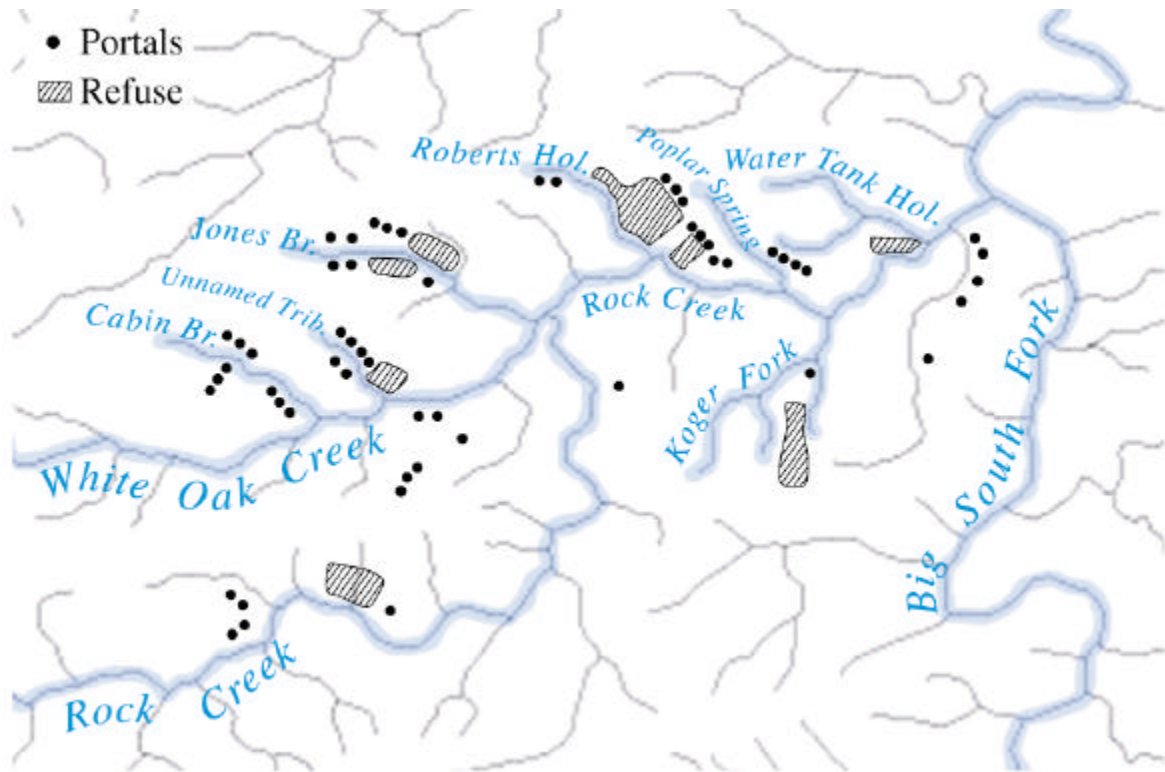 Portals
Refuse
Roberts Hol.
Poplar Spring
Water Tank Hol.
Jones Br.
Unnamed Trib.
Cabin Br.
Rock Creek
Koger Fork
White Oak Creek
Big South Fork
Rock Creek